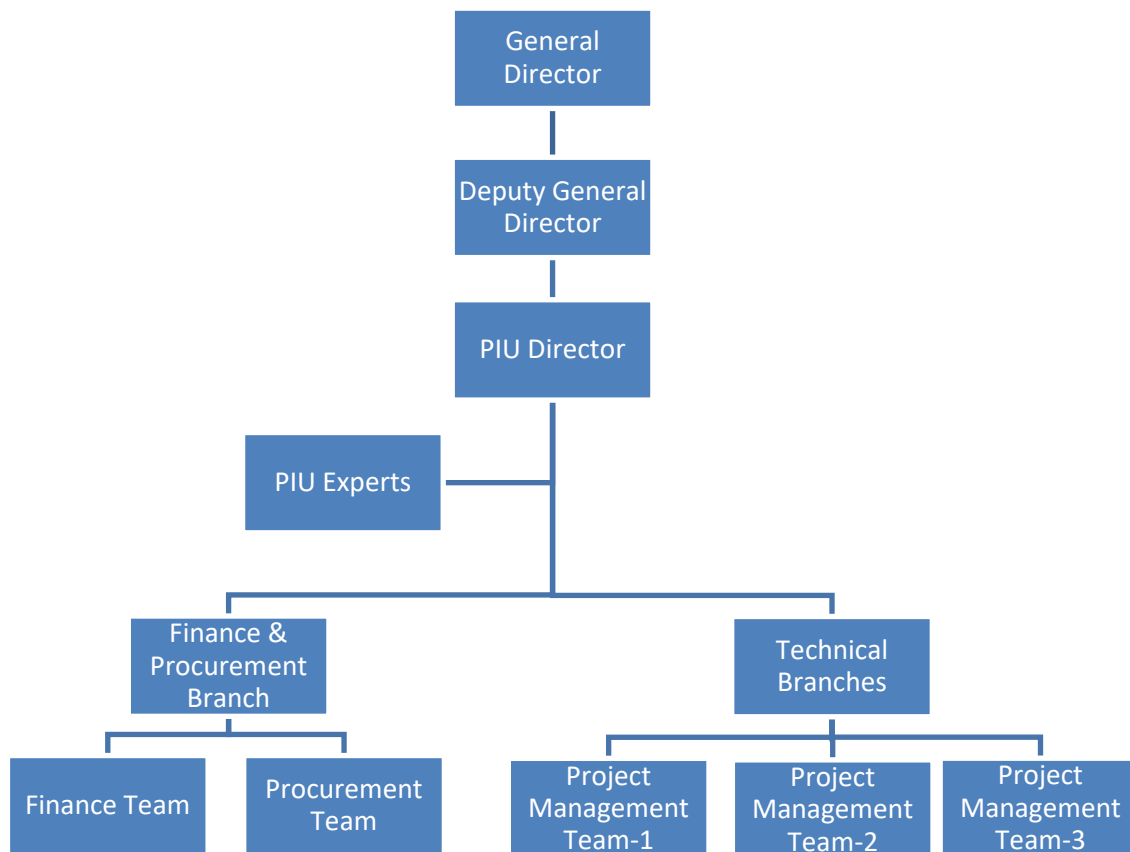 General
Director
Deputy General
Director
PIU Director
PIU Experts
Finance &
Procurement
Branch
Technical
Branches
Finance Team
Procurement
Team
Project
Management
Team-1
Project
Management
Team-2
Project
Management
Team-3